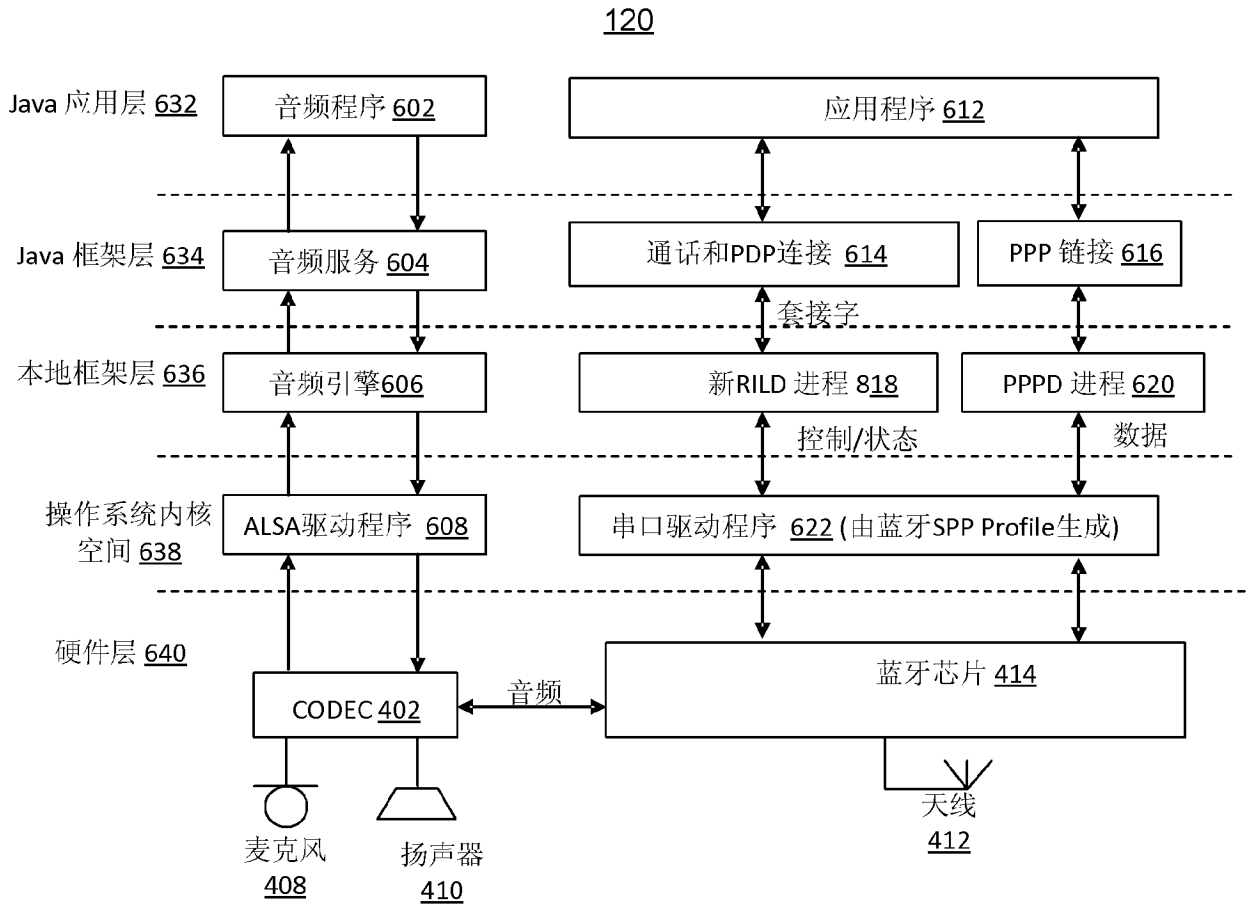 120
Java 应用层 632
音频程序 602
应用程序 612
Java 框架层 634
音频服务 604
通话和PDP连接 614
PPP 链接 616
套接字
本地框架层 636
音频引擎606
新RILD 进程 818
PPPD 进程 620
控制/状态
数据
操作系统内核
空间 638
ALSA驱动程序 608
串口驱动程序 622 (由蓝牙SPP Profile生成)
硬件层 640
CODEC 402
音频
蓝牙芯片 414
麦克风
408
扬声器
410
天线
412